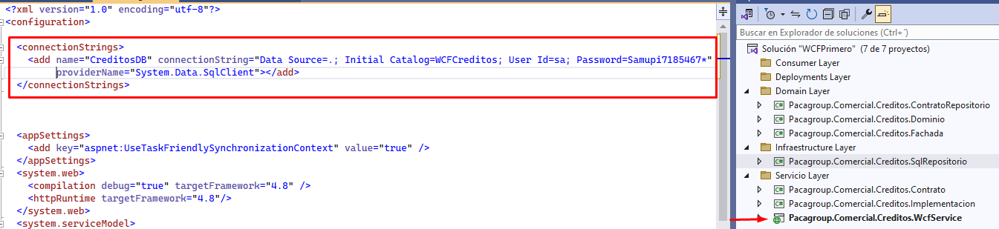 <?xml version="1.0" encoding="utf-8"?>
<configuration>
<connectionStrings>
<add name="CreditosDB" connectionString="Data Source=.; Initial Catalog=WCFCreditos; User Id=sa; Password=Samupi7185467*"
providerName="System.Data.SqlClient"></add>
</connectionStrings>
<appSettings>
<add key="aspnet:UseTaskFriendlySynchronizationContext" value="true" />
</appSettings>
<system.web>
<compilation debug="true" targetFramework="4.8" />
<httpRuntime targetFramework="4.8"/>
</system.web>
<system.serviceModel>
Buscar en Explorador de soluciones (Ctrl+´)
Solución "WCFPrimero" (7 de 7 proyectos)
Consumer Layer
Deployments Layer
Domain Layer
C# Pacagroup.Comercial.Creditos.ContratoRepositorio
C# Pacagroup.Comercial.Creditos.Dominio
C# Pacagroup.Comercial.Creditos.Fachada
Infrastructure Layer
C# Pacagroup.Comercial.Creditos.SqlRepositorio
Servicio Layer
C# Pacagroup.Comercial.Creditos.Contrato
C# Pacagroup.Comercial.Creditos.Implementacion
Pacagroup.Comercial.Creditos.WcfService